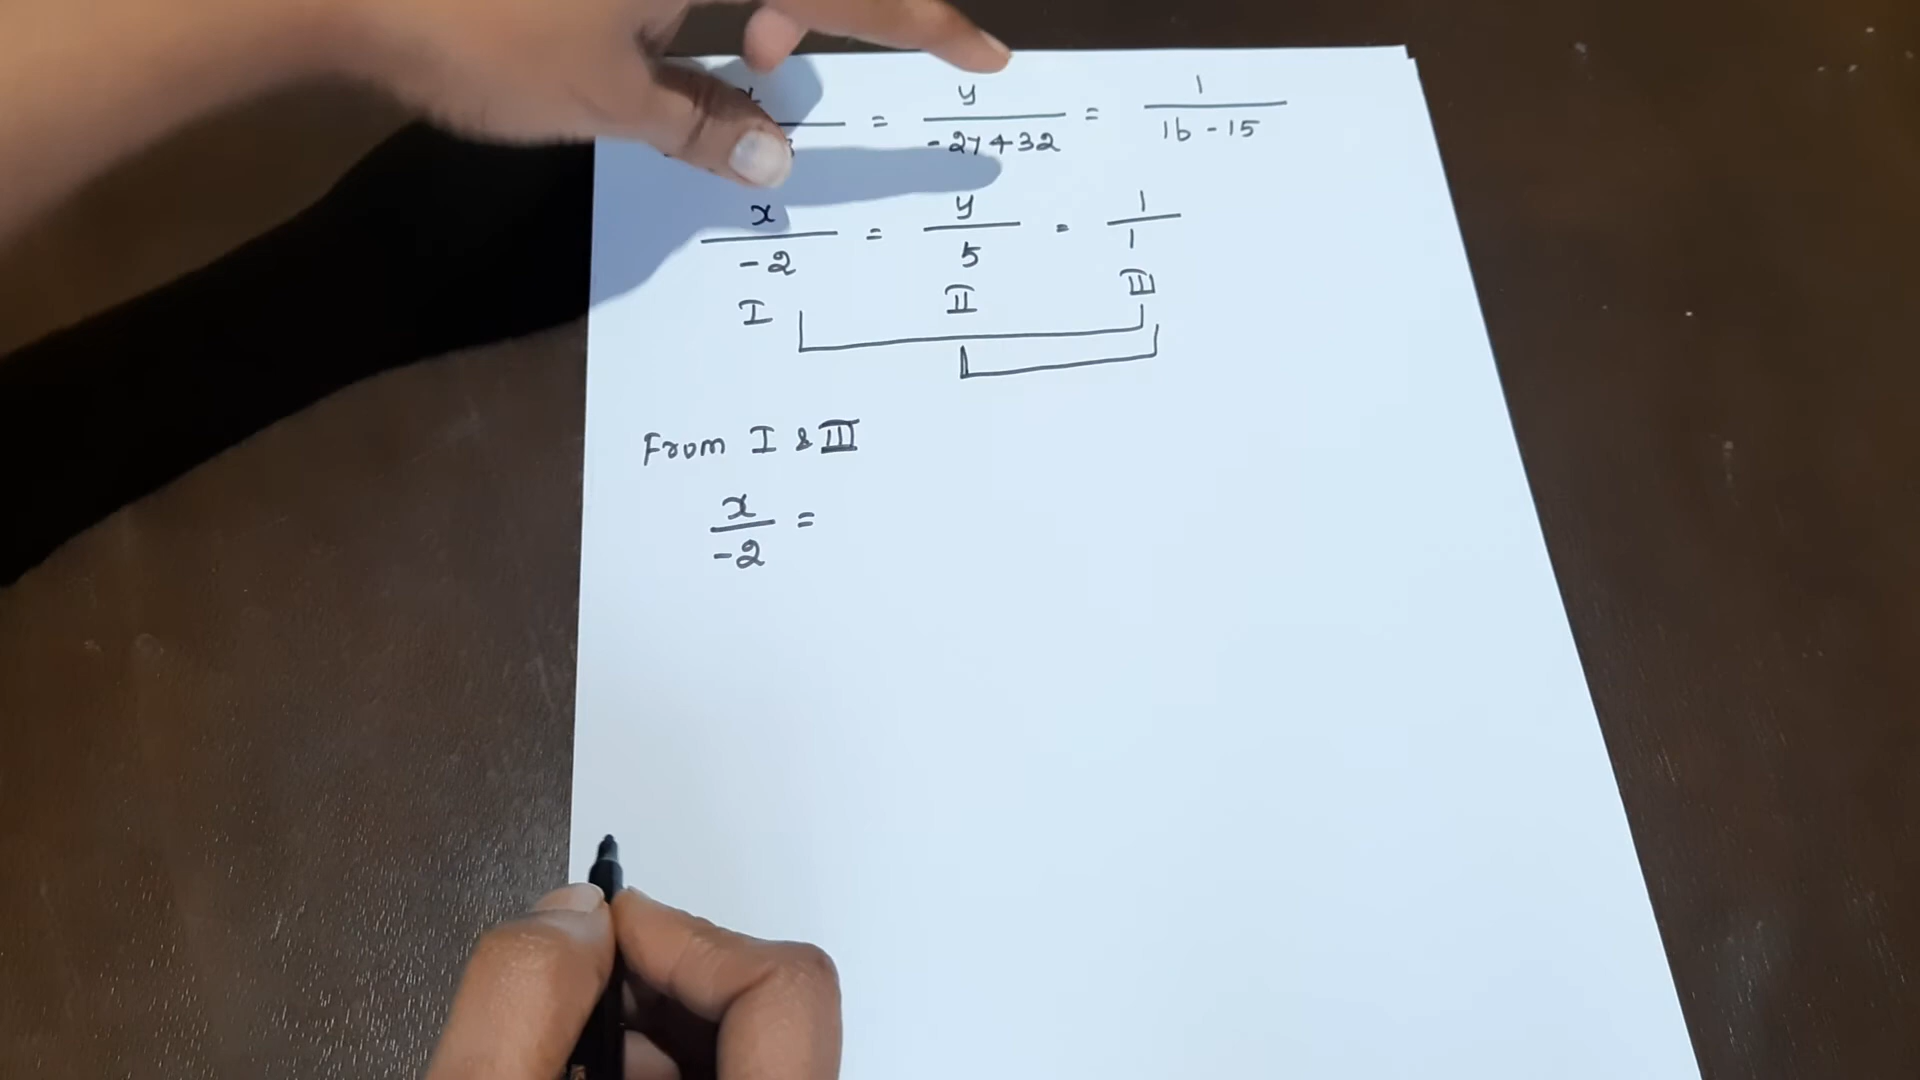 x = y/(-27+32) = 1/(16-15)
x/-2 = y/5 = 1/1
I II III
From I & III
x/-2 =